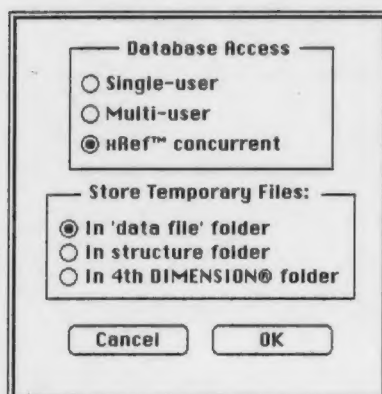 Database Access
Single-user
Multi-user
xRef™ concurrent
Store Temporary Files:
In 'data file' folder
In structure folder
In 4th DIMENSION® folder
Cancel
OK